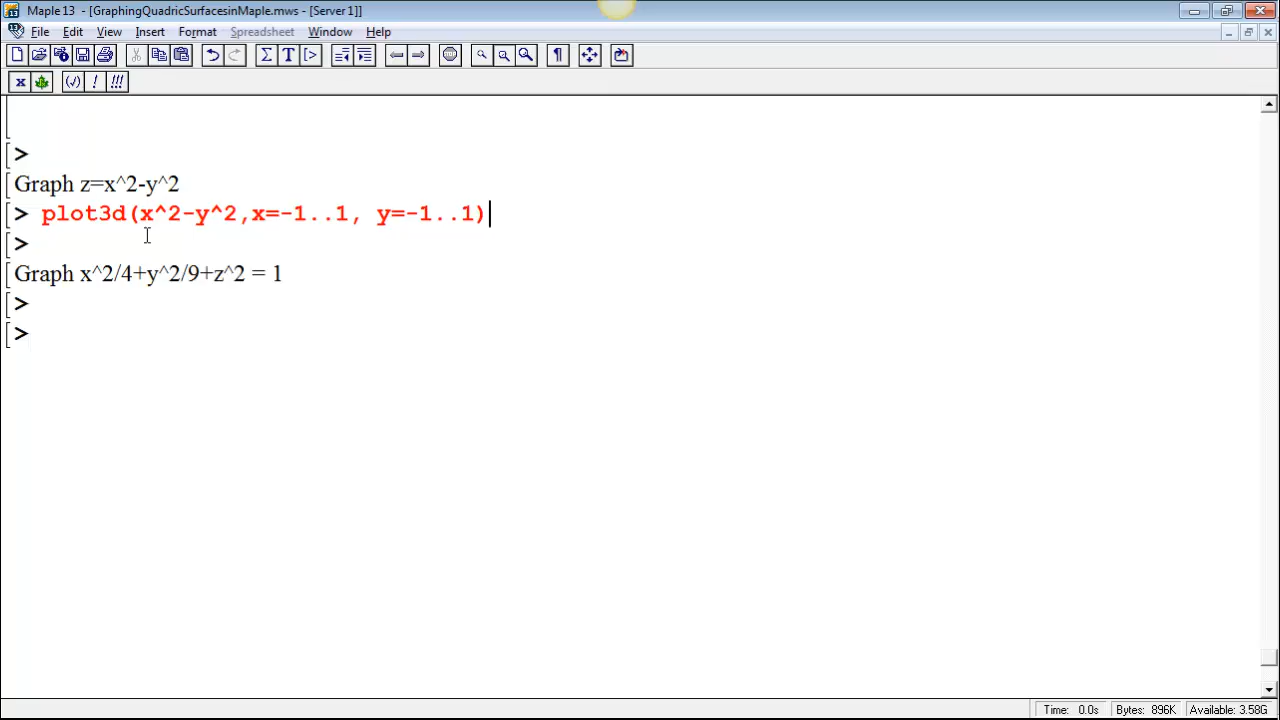 Maple 13 - [GraphingQuadricSurfacesinMaple.mws - [Server 1]]
File Edit View Insert Format Spreadsheet Window Help
Σ T [>
x (√) ! !!!
>
Graph z=x^2-y^2
> plot3d(x^2-y^2,x=-1..1, y=-1..1)
>
Graph x^2/4+y^2/9+z^2 = 1
>
>
Time: 0.0s Bytes: 896K Available: 3.58G